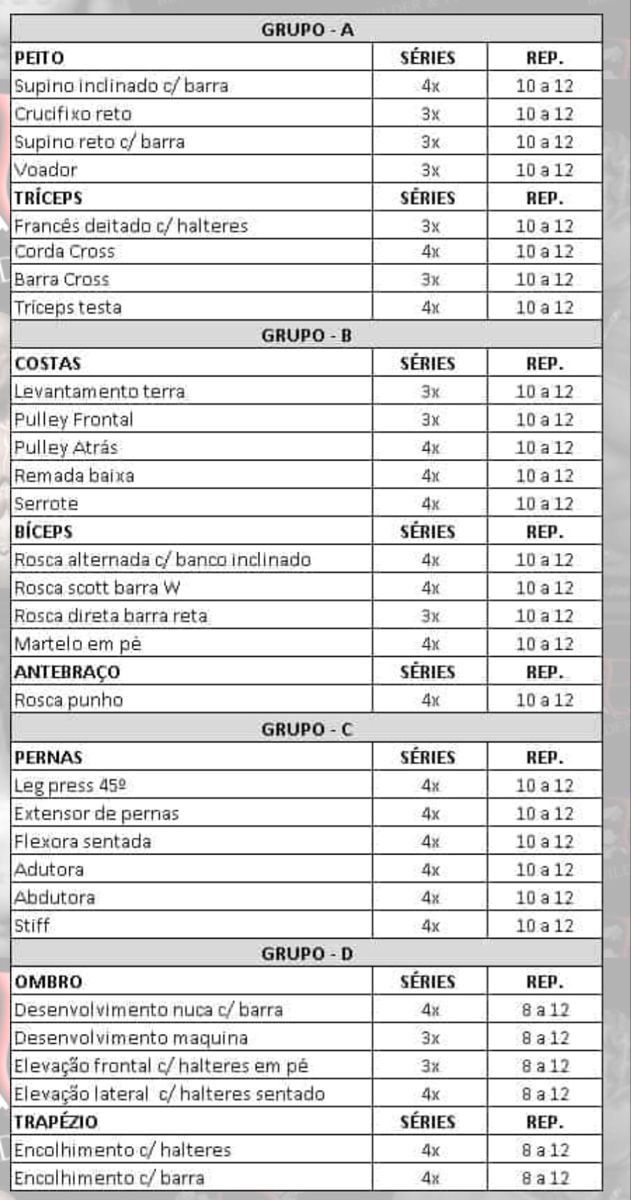 GRUPO - A
PEITO SÉRIES REP.
Supino inclinado c/ barra 4x 10 a 12
Crucifixo reto 3x 10 a 12
Supino reto c/ barra 3x 10 a 12
Voador 3x 10 a 12
TRÍCEPS SÉRIES REP.
Francês deitado c/ halteres 3x 10 a 12
Corda Cross 4x 10 a 12
Barra Cross 3x 10 a 12
Tríceps testa 4x 10 a 12
GRUPO - B
COSTAS SÉRIES REP.
Levantamento terra 3x 10 a 12
Pulley Frontal 3x 10 a 12
Pulley Atrás 4x 10 a 12
Remada baixa 4x 10 a 12
Serrote 4x 10 a 12
BÍCEPS SÉRIES REP.
Rosca alternada c/ banco inclinado 4x 10 a 12
Rosca scott barra W 4x 10 a 12
Rosca direta barra reta 3x 10 a 12
Martelo em pé 4x 10 a 12
ANTEBRAÇO SÉRIES REP.
Rosca punho 4x 10 a 12
GRUPO - C
PERNAS SÉRIES REP.
Leg press 45º 4x 10 a 12
Extensor de pernas 4x 10 a 12
Flexora sentada 4x 10 a 12
Adutora 4x 10 a 12
Abdutora 4x 10 a 12
Stiff 4x 10 a 12
GRUPO - D
OMBRO SÉRIES REP.
Desenvolvimento nuca c/ barra 4x 8 a 12
Desenvolvimento maquina 3x 8 a 12
Elevação frontal c/ halteres em pé 3x 8 a 12
Elevação lateral c/ halteres sentado 4x 8 a 12
TRAPÉZIO SÉRIES REP.
Encolhimento c/ halteres 4x 8 a 12
Encolhimento c/ barra 4x 8 a 12